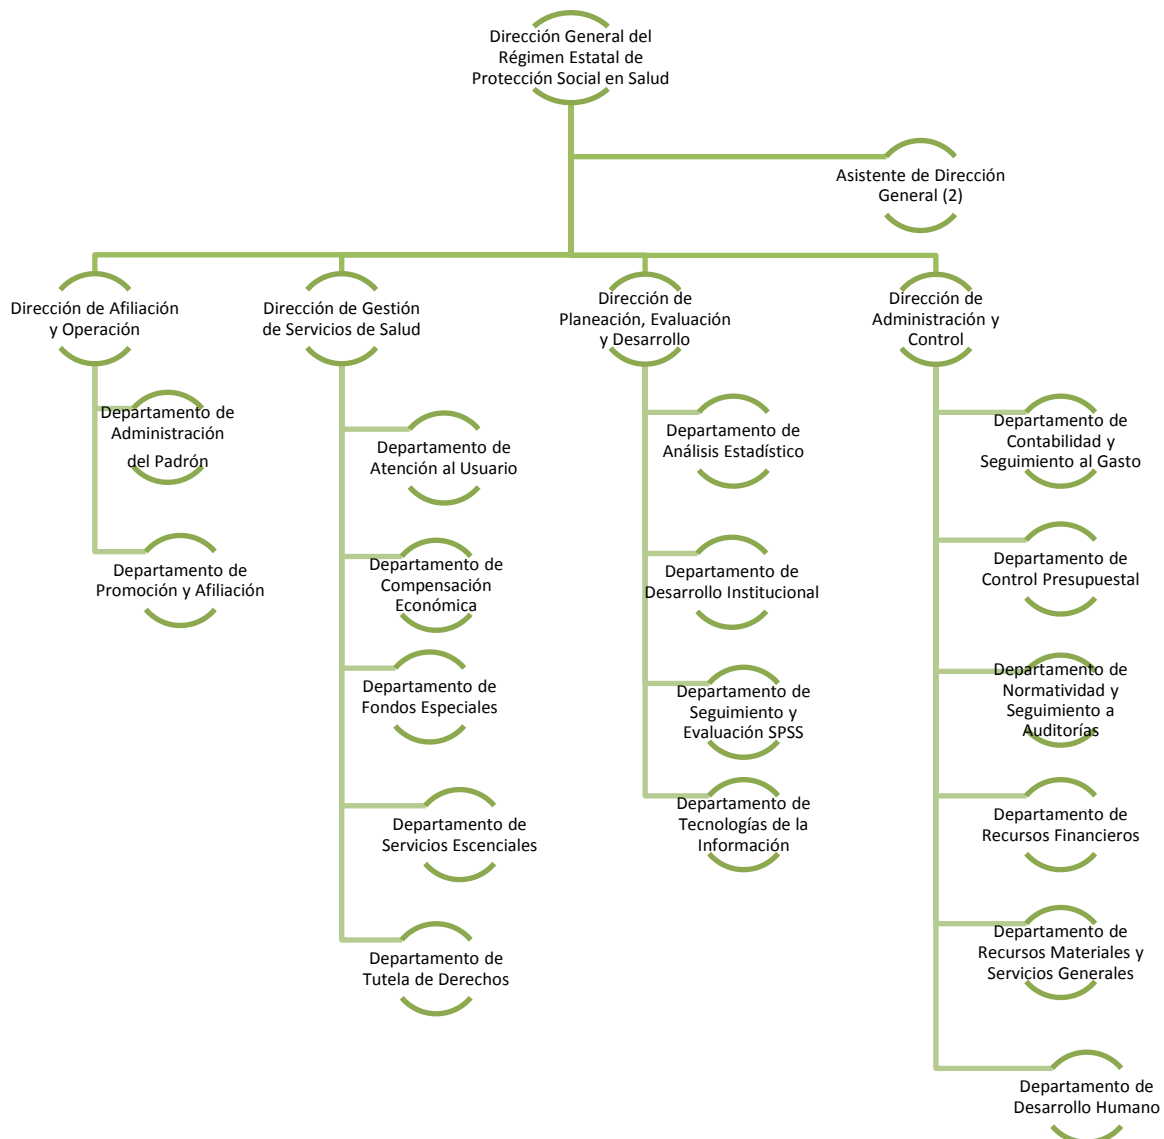 Dirección General del
Régimen Estatal de
Protección Social en Salud
Asistente de Dirección
General (2)
Dirección de Afiliación
y Operación
Dirección de Gestión
de Servicios de Salud
Dirección de
Planeación, Evaluación
y Desarrollo
Dirección de
Administración y
Control
Departamento de
Administración
del Padrón
Departamento de
Promoción y Afiliación
Departamento de
Atención al Usuario
Departamento de
Compensación
Económica
Departamento de
Fondos Especiales
Departamento de
Servicios Escenciales
Departamento de
Tutela de Derechos
Departamento de
Análisis Estadístico
Departamento de
Desarrollo Institucional
Departamento de
Seguimiento y
Evaluación SPSS
Departamento de
Tecnologías de la
Información
Departamento de
Contabilidad y
Seguimiento al Gasto
Departamento de
Control Presupuestal
Departamento de
Normatividad y
Seguimiento a
Auditorías
Departamento de
Recursos Financieros
Departamento de
Recursos Materiales y
Servicios Generales
Departamento de
Desarrollo Humano